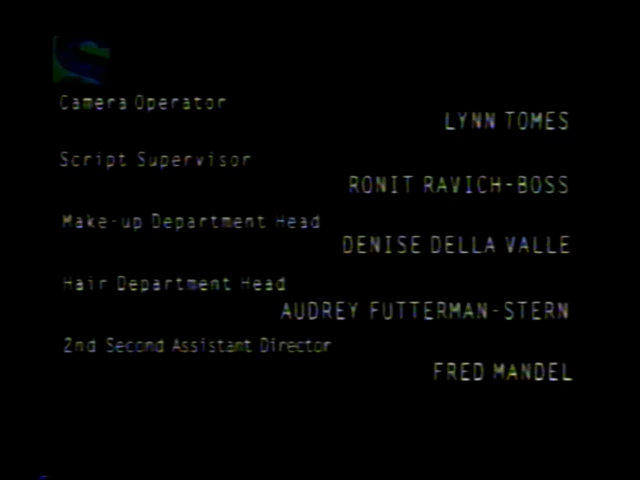 Camera Operator
LYNN TOMES
Script Supervisor
RONIT RAVICH-BOSS
Make-up Department Head
DENISE DELLA VALLE
Hair Department Head
AUDREY FUTTERMAN-STERN
2nd Second Assistant Director
FRED MANDEL